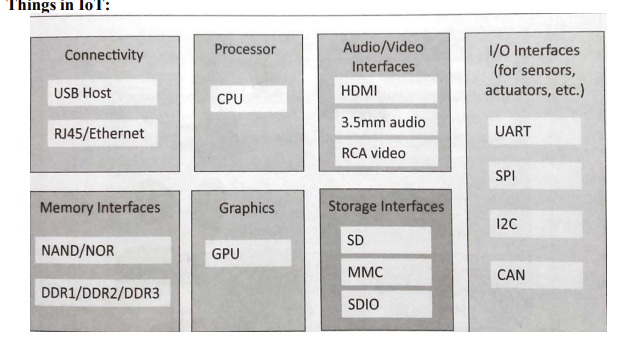 Things in IoT:
Connectivity
USB Host
RJ45/Ethernet
Processor
CPU
Audio/Video
Interfaces
HDMI
3.5mm audio
RCA video
I/O Interfaces
(for sensors,
actuators, etc.)
UART
SPI
I2C
CAN
Memory Interfaces
NAND/NOR
DDR1/DDR2/DDR3
Graphics
GPU
Storage Interfaces
SD
MMC
SDIO